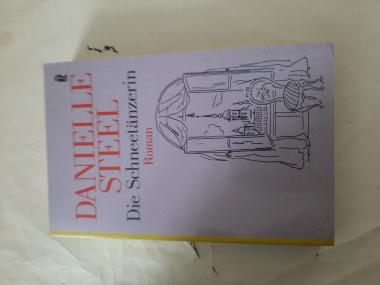 DANIELLE
STEEL
Die Schneetänzerin
Roman